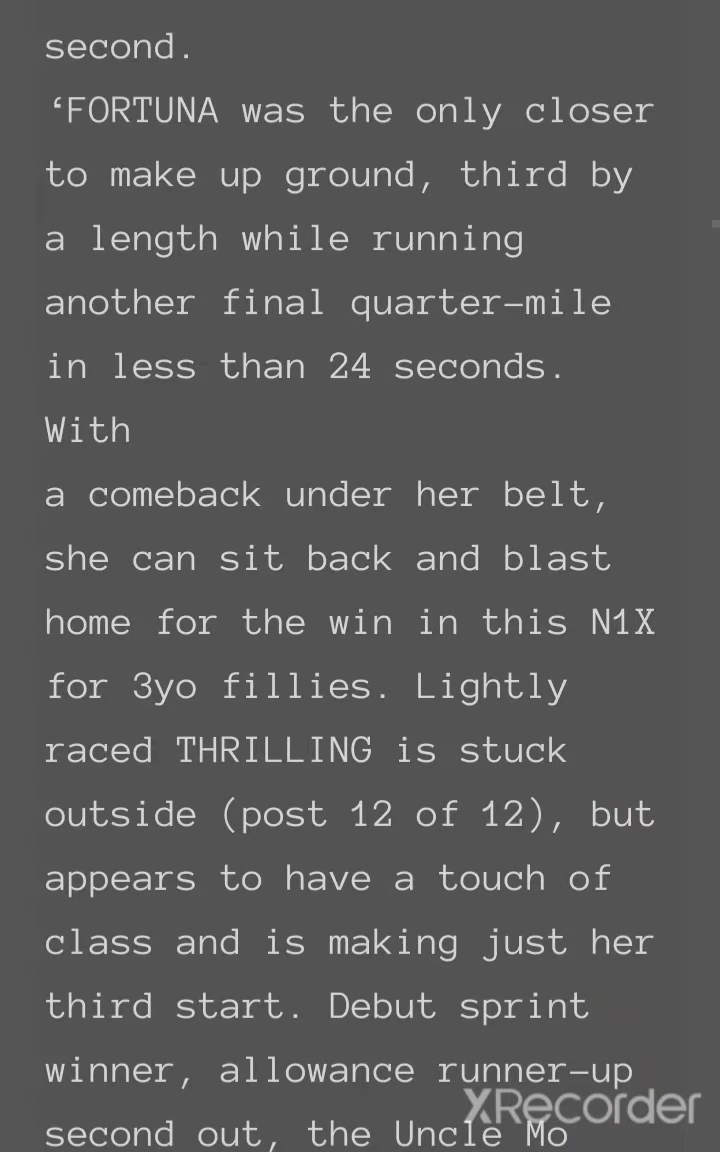 second.
‘FORTUNA was the only closer
to make up ground, third by
a length while running
another final quarter-mile
in less than 24 seconds.
With
a comeback under her belt,
she can sit back and blast
home for the win in this N1X
for 3yo fillies. Lightly
raced THRILLING is stuck
outside (post 12 of 12), but
appears to have a touch of
class and is making just her
third start. Debut sprint
winner, allowance runner-up
second out, the Uncle Mo
XRecorder